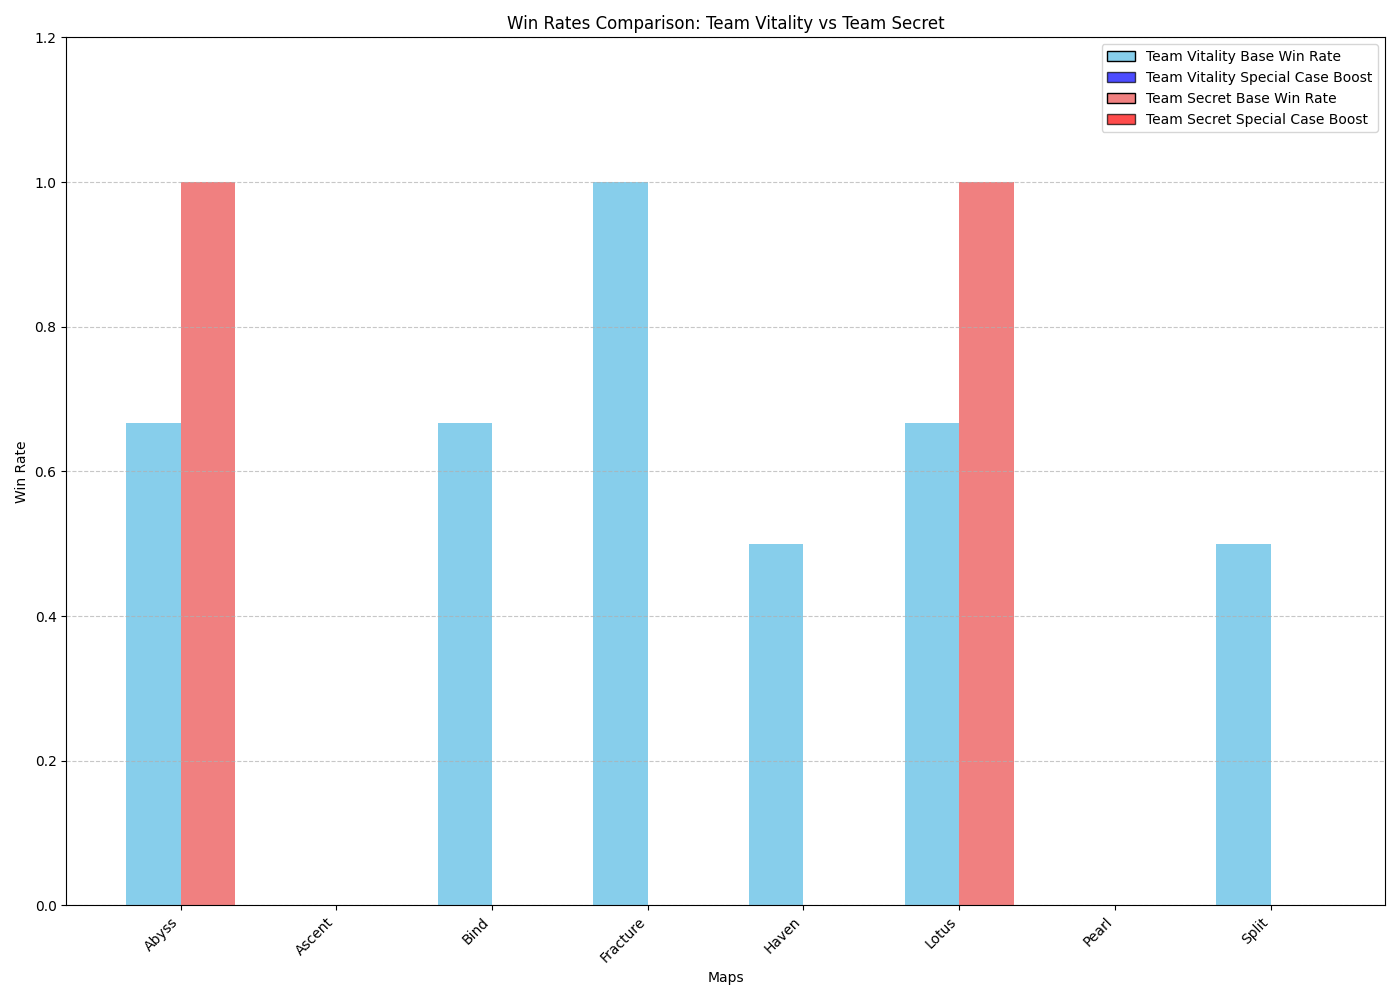 Win Rates Comparison: Team Vitality vs Team Secret
Team Vitality Base Win Rate
Team Vitality Special Case Boost
Team Secret Base Win Rate
Team Secret Special Case Boost
Win Rate
1.2
1.0
0.8
0.6
0.4
0.2
0.0
Abyss
Ascent
Bind
Fracture
Haven
Lotus
Pearl
Split
Maps